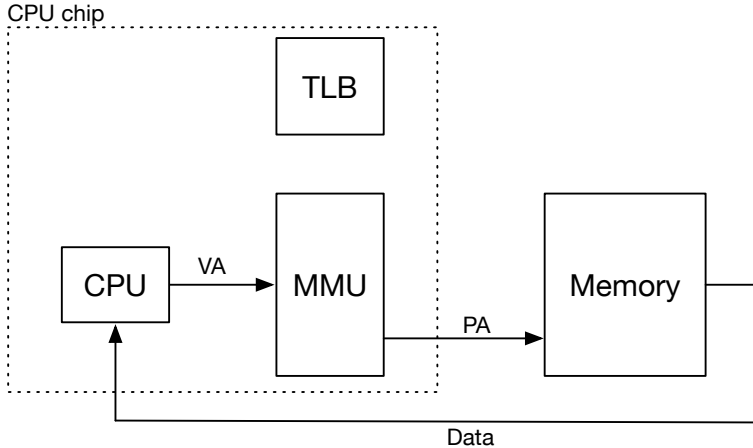 CPU chip
TLB
CPU
VA
MMU
Memory
PA
Data